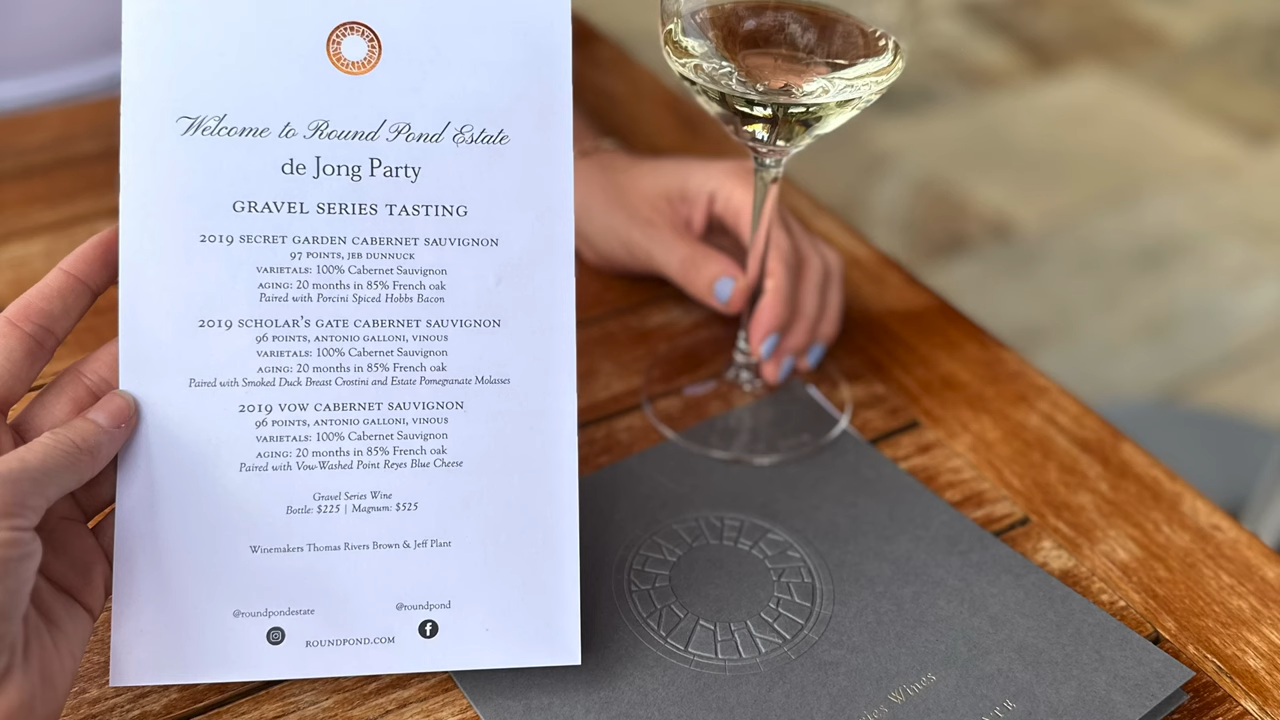 Welcome to Round Pond Estate
de Jong Party
GRAVEL SERIES TASTING
2019 SECRET GARDEN CABERNET SAUVIGNON
97 POINTS, JEB DUNNUCK
VARIETALS: 100% Cabernet Sauvignon
AGING: 20 months in 85% French oak
Paired with Porcini Spiced Hobbs Bacon
2019 SCHOLAR'S GATE CABERNET SAUVIGNON
96 POINTS, ANTONIO GALLONI, VINOUS
VARIETALS: 100% Cabernet Sauvignon
AGING: 20 months in 85% French oak
Paired with Smoked Duck Breast Crostini and Estate Pomegranate Molasses
2019 VOW CABERNET SAUVIGNON
96 POINTS, ANTONIO GALLONI, VINOUS
VARIETALS: 100% Cabernet Sauvignon
AGING: 20 months in 85% French oak
Paired with Vow-Washed Point Reyes Blue Cheese
Gravel Series Wine
Bottle: $225 | Magnum: $525
Winemakers Thomas Rivers Brown & Jeff Plant
@roundpondestate
@roundpond
ROUNDPOND.COM
Wines